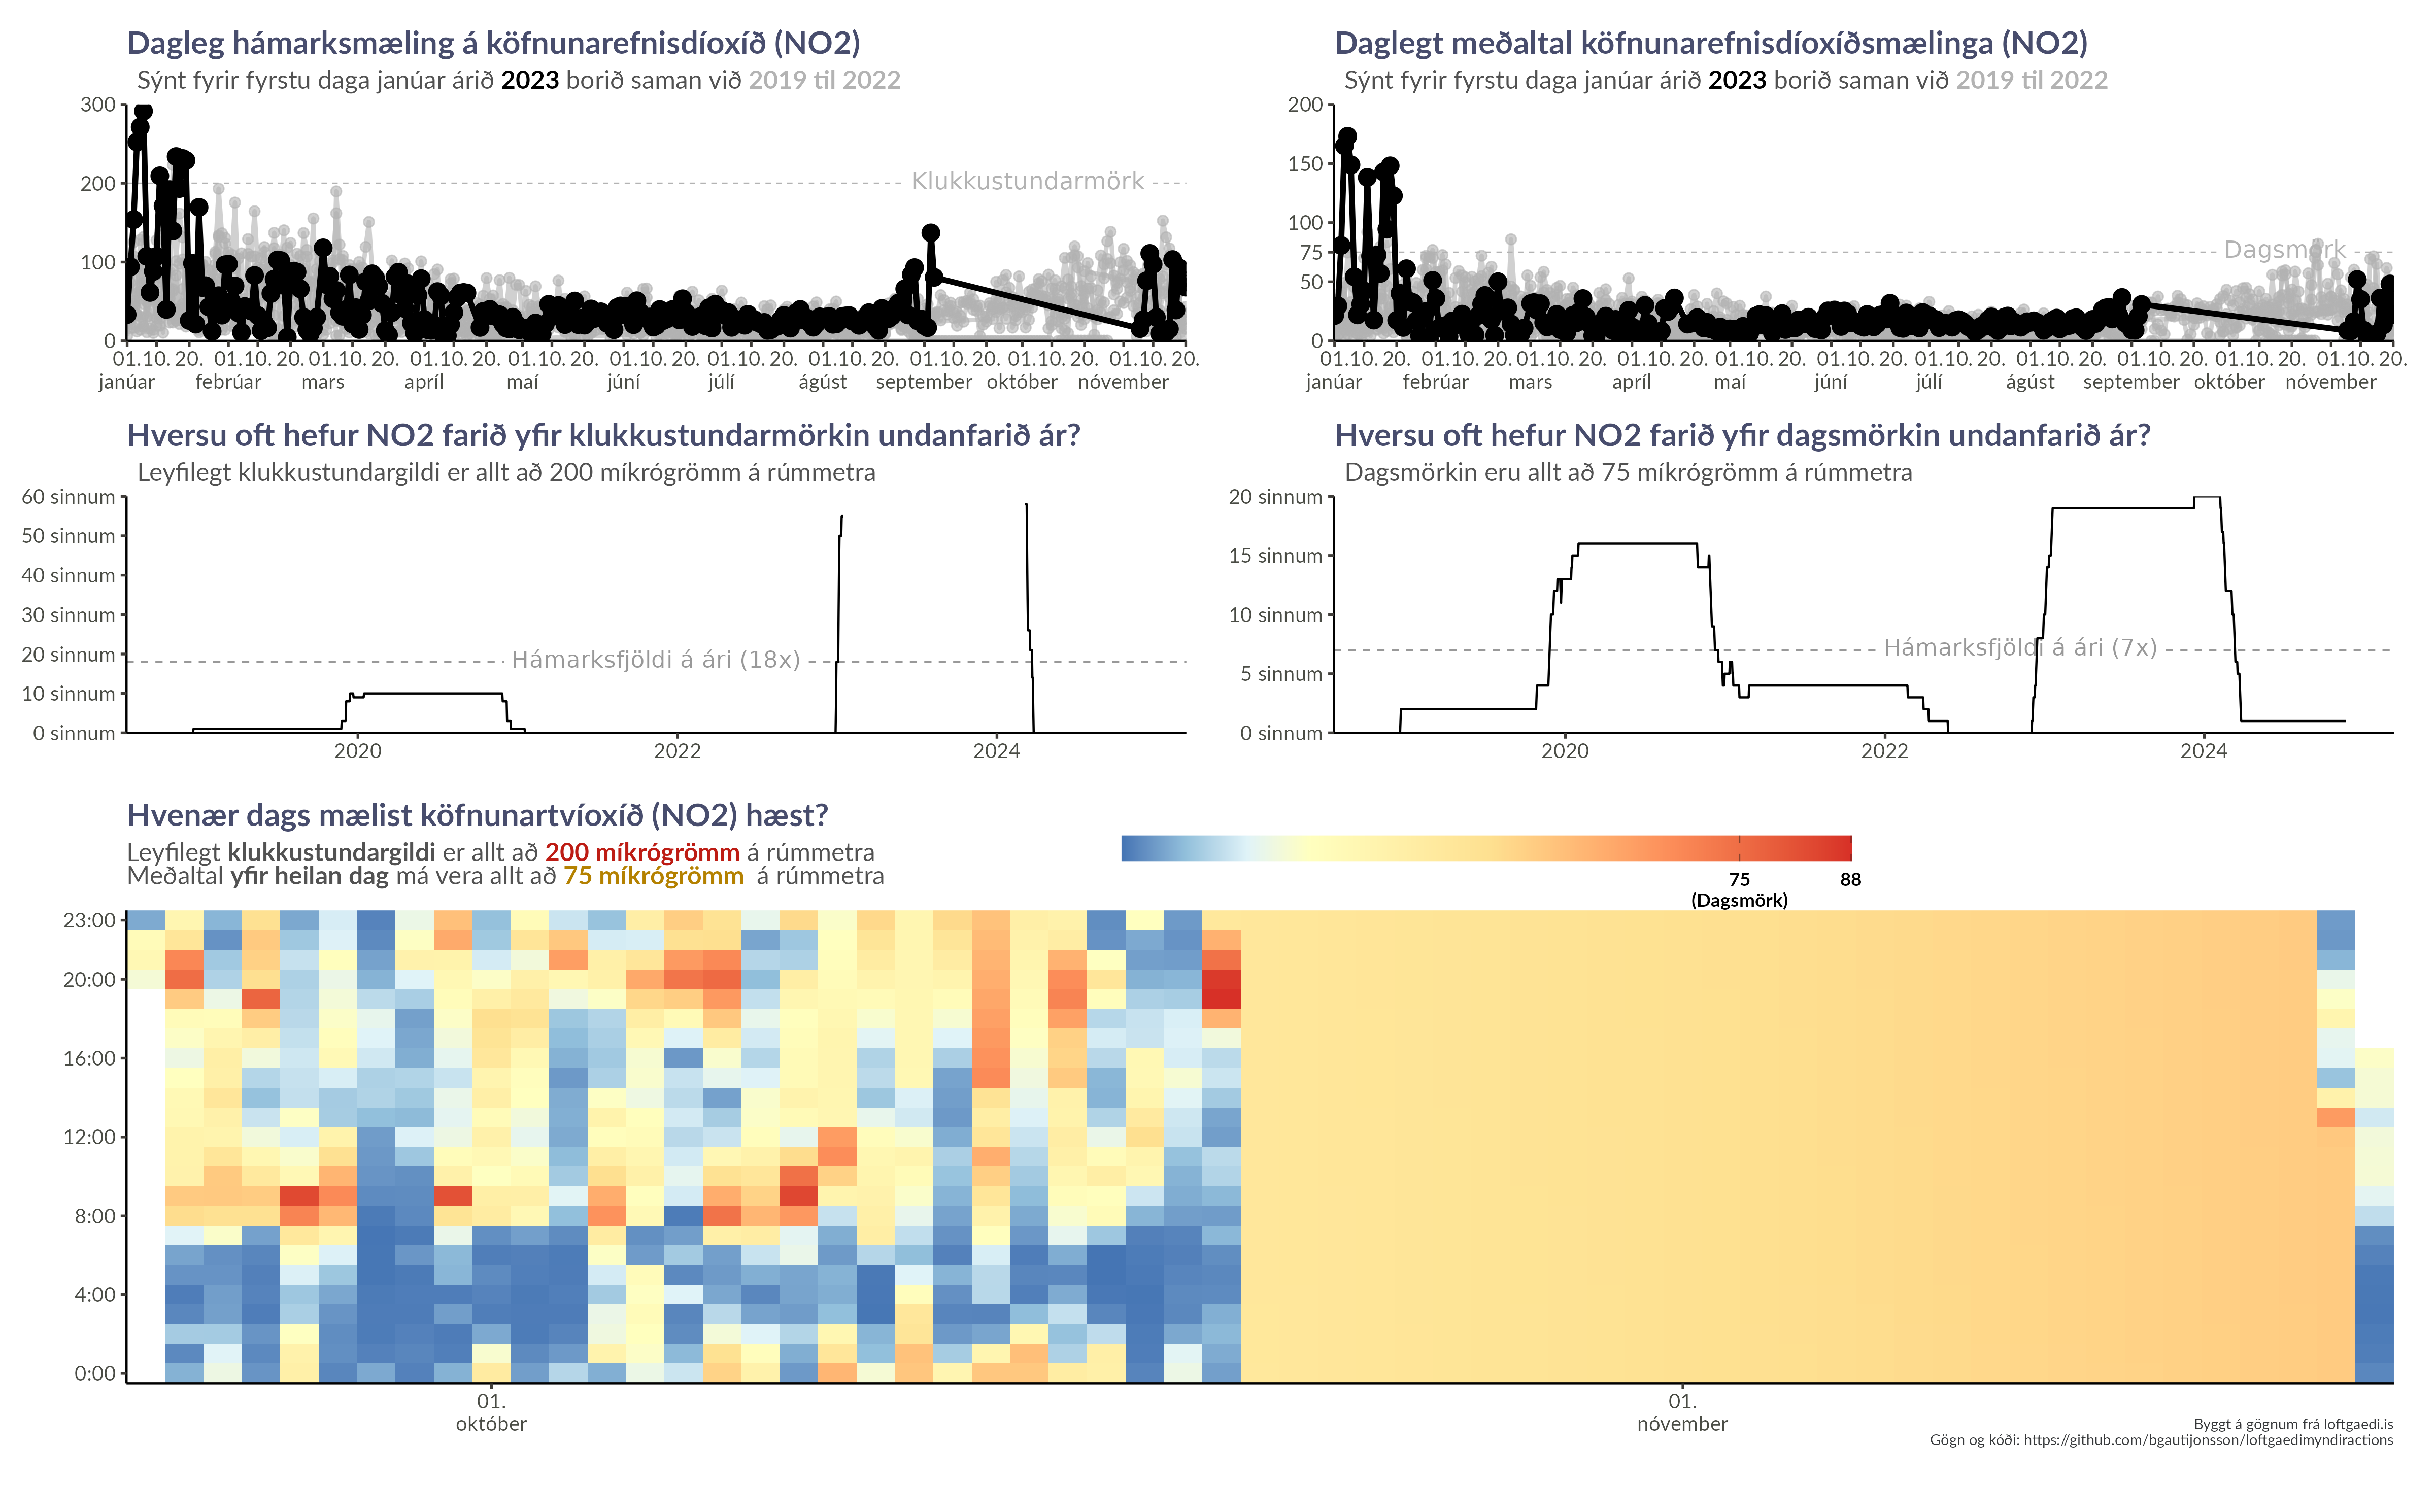 Dagleg hámarksmæling á köfnunarefnisdíoxíð (NO2)
Sýnt fyrir fyrstu daga janúar árið 2023 borið saman við 2019 til 2022
300
200
100
0
Klukkustundarmörk
01. 10. 20. 01. 10. 20. 01. 10. 20. 01. 10. 20. 01. 10. 20. 01. 10. 20. 01. 10. 20. 01. 10. 20. 01. 10. 20. 01. 10. 20. 01. 10. 20.
janúar febrúar mars apríl maí júní júlí ágúst september október nóvember
Daglegt meðaltal köfnunarefnisdíoxíðsmælinga (NO2)
Sýnt fyrir fyrstu daga janúar árið 2023 borið saman við 2019 til 2022
200
150
100
75
50
0
Dagsmörk
01. 10. 20. 01. 10. 20. 01. 10. 20. 01. 10. 20. 01. 10. 20. 01. 10. 20. 01. 10. 20. 01. 10. 20. 01. 10. 20. 01. 10. 20. 01. 10. 20.
janúar febrúar mars apríl maí júní júlí ágúst september október nóvember
Hversu oft hefur NO2 farið yfir klukkustundarmörkin undanfarið ár?
Leyfilegt klukkustundargildi er allt að 200 míkrógrömm á rúmmetra
60 sinnum
50 sinnum
40 sinnum
30 sinnum
20 sinnum
10 sinnum
0 sinnum
Hámarksfjöldi á ári (18x)
2020 2022 2024
Hversu oft hefur NO2 farið yfir dagsmörkin undanfarið ár?
Dagsmörkin eru allt að 75 míkrógrömm á rúmmetra
20 sinnum
15 sinnum
10 sinnum
5 sinnum
0 sinnum
Hámarksfjöldi á ári (7x)
2020 2022 2024
Hvenær dags mælist köfnunartvíoxíð (NO2) hæst?
Leyfilegt klukkustundargildi er allt að 200 míkrógrömm á rúmmetra
Meðaltal yfir heilan dag má vera allt að 75 míkrógrömm á rúmmetra
75 88
(Dagsmörk)
23:00
20:00
16:00
12:00
8:00
4:00
0:00
01. 01.
október nóvember
Byggt á gögnum frá loftgaedi.is
Gögn og kóði: https://github.com/bgautijonsson/loftgaedimyndiractions